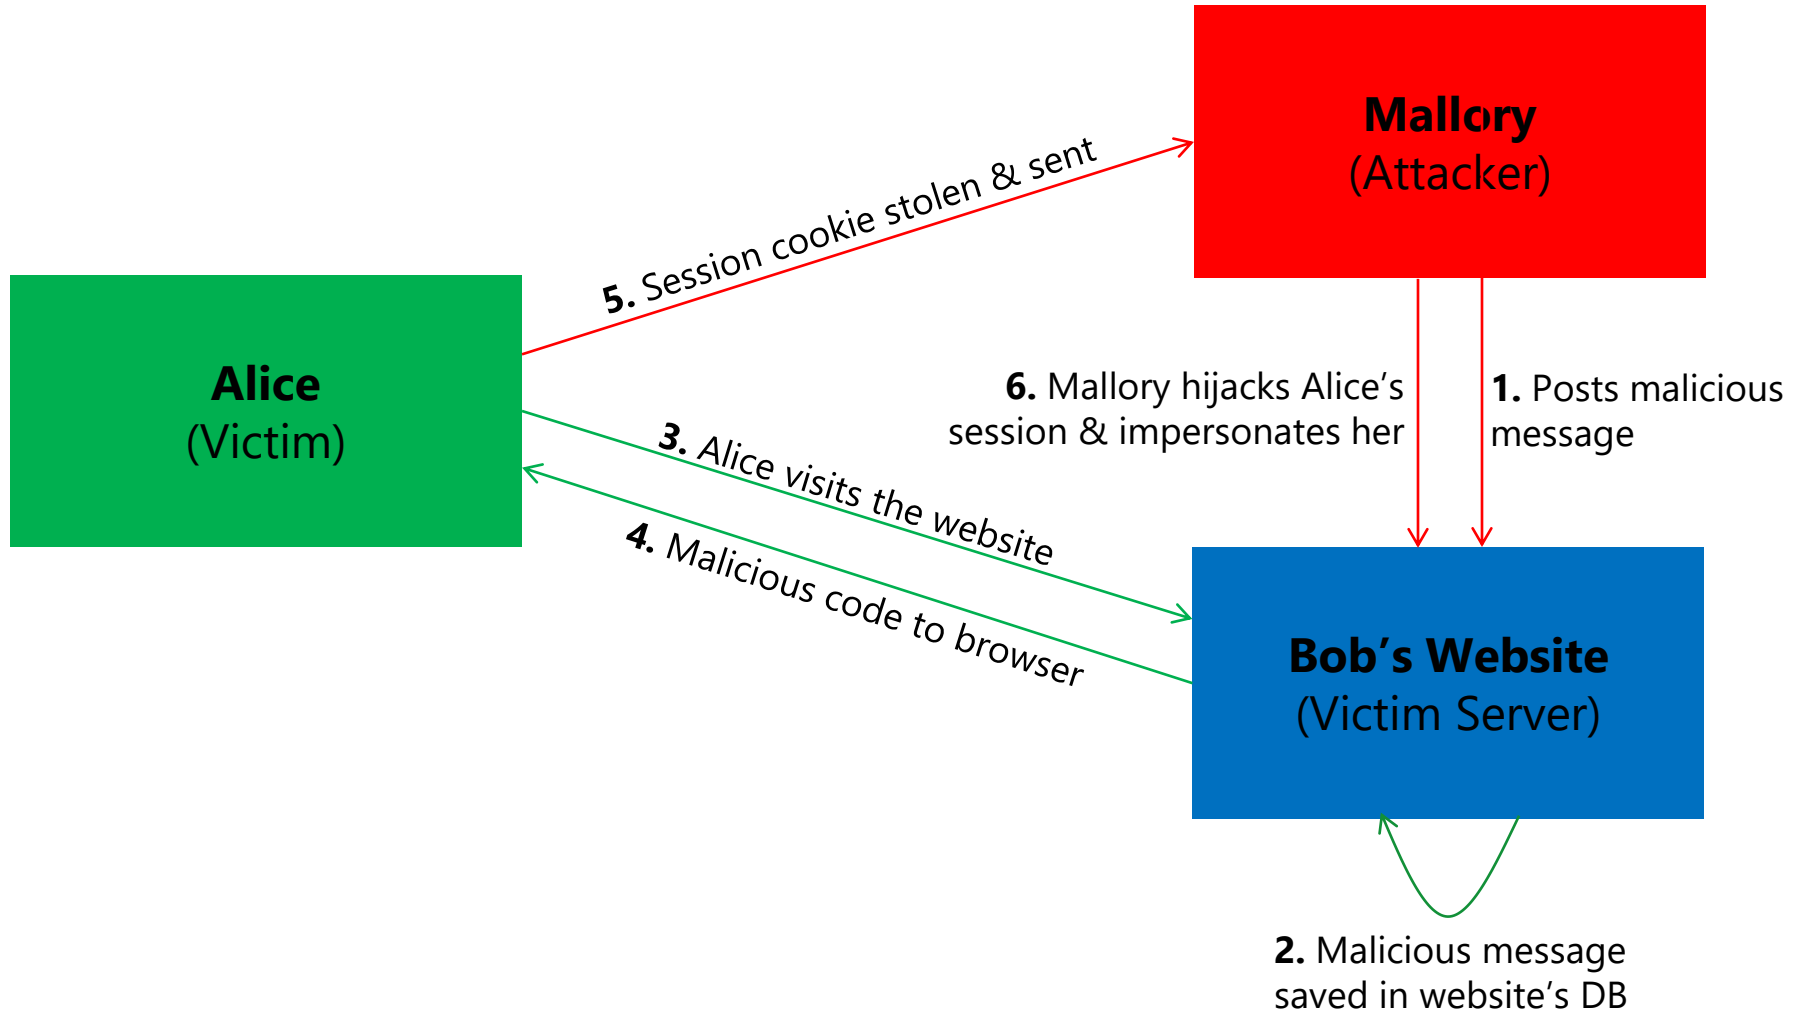 Mallory
(Attacker)
5. Session cookie stolen & sent
Alice
(Victim)
6. Mallory hijacks Alice’s
session & impersonates her
1. Posts malicious
message
3. Alice visits the website
4. Malicious code to browser
Bob’s Website
(Victim Server)
2. Malicious message
saved in website’s DB